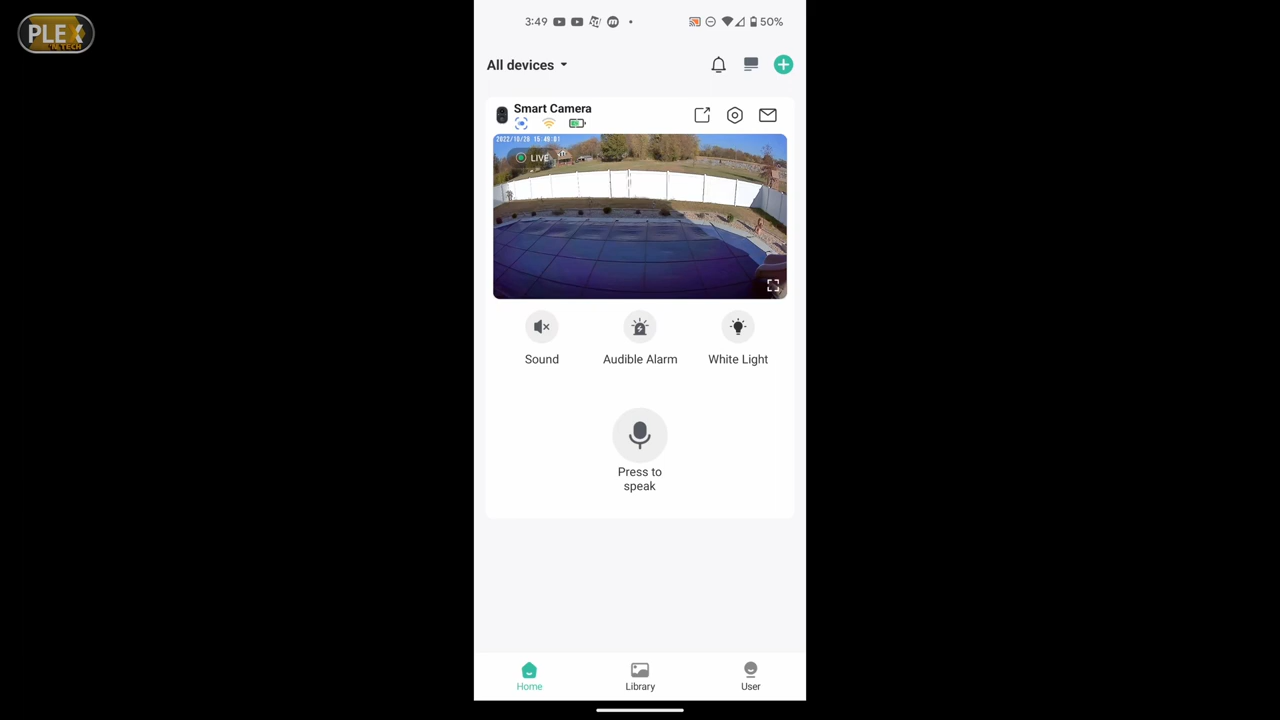 PLEX
'N TECH
3:49
50%
All devices
Smart Camera
2022/10/28 15:49:01
LIVE
Sound
Audible Alarm
White Light
Press to
speak
Home
Library
User